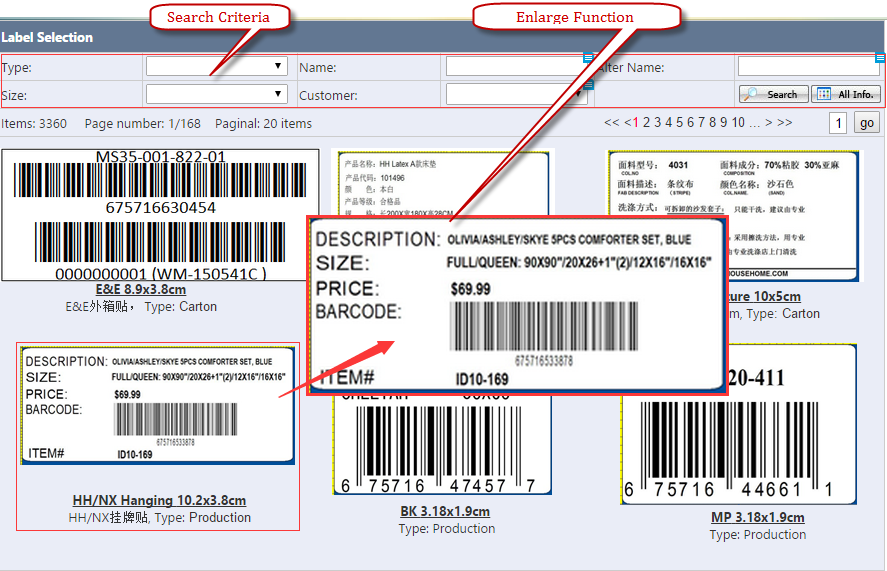 Search Criteria
Enlarge Function
Label Selection
Type:
Name:
Alter Name:
Size:
Customer:
Search
All Info.
Items: 3360 Page number: 1/168 Paginal: 20 items
<< <1 2 3 4 5 6 7 8 9 10 ... > >>
1
go
MS35-001-822-01
675716630454
0000000001 (WM-150541C )
E&E 8.9x3.8cm
E&E外箱贴， Type: Carton
产品名称: HH Latex A款床垫
产品代码: 101496
颜 色: 本白
产品等级: 合格品
规 格: 长200X宽180X高28CM
面料型号: 4031 面料成分: 70%粘胶 30%亚麻
COL.NO COMPOSITION
面料描述: 条纹布 颜色名称: 沙石色
FAB DESCRIPTION (STRIPE) COL.NAME (SAND)
洗涤方式: 可拆卸的沙发套子: 只能干洗, 建议由专业
采用擦洗方法, 用专业
由专业洗涤店上门清洗
HOUSEHOME.COM
ture 10x5cm
m, Type: Carton
DESCRIPTION: OLIVIA/ASHLEY/SKYE 5PCS COMFORTER SET, BLUE
SIZE: FULL/QUEEN: 90X90"/20X26+1"(2)/12X16"/16X16"
PRICE: $69.99
BARCODE:
675716533878
ITEM# ID10-169
DESCRIPTION: OLIVIA/ASHLEY/SKYE 5PCS COMFORTER SET, BLUE
SIZE: FULL/QUEEN: 90X90"/20X26+1"(2)/12X16"/16X16"
PRICE: $69.99
BARCODE:
675716533878
ITEM# ID10-169
HH/NX Hanging 10.2x3.8cm
HH/NX挂牌贴, Type: Production
6 75716 47457 7
BK 3.18x1.9cm
Type: Production
20-411
6 75716 44661 1
MP 3.18x1.9cm
Type: Production